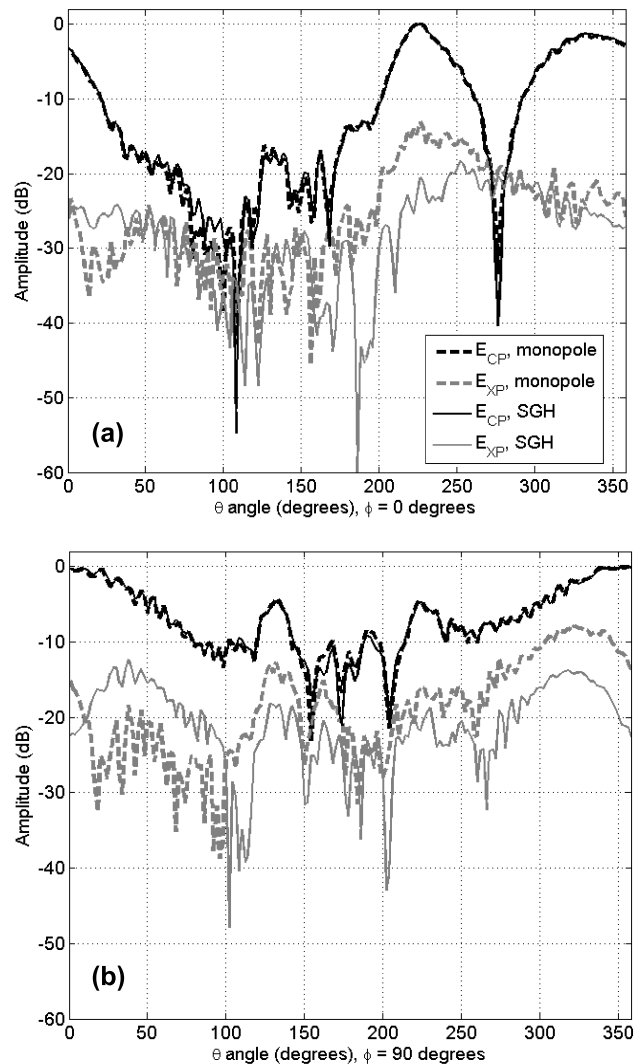 0
-10
-20
-30
-40
-50
-60
Amplitude (dB)
E_CP, monopole
E_XP, monopole
E_CP, SGH
E_XP, SGH
(a)
0 50 100 150 200 250 300 350
θ angle (degrees), ϕ = 0 degrees
0
-10
-20
-30
-40
-50
-60
Amplitude (dB)
(b)
0 50 100 150 200 250 300 350
θ angle (degrees), ϕ = 90 degrees